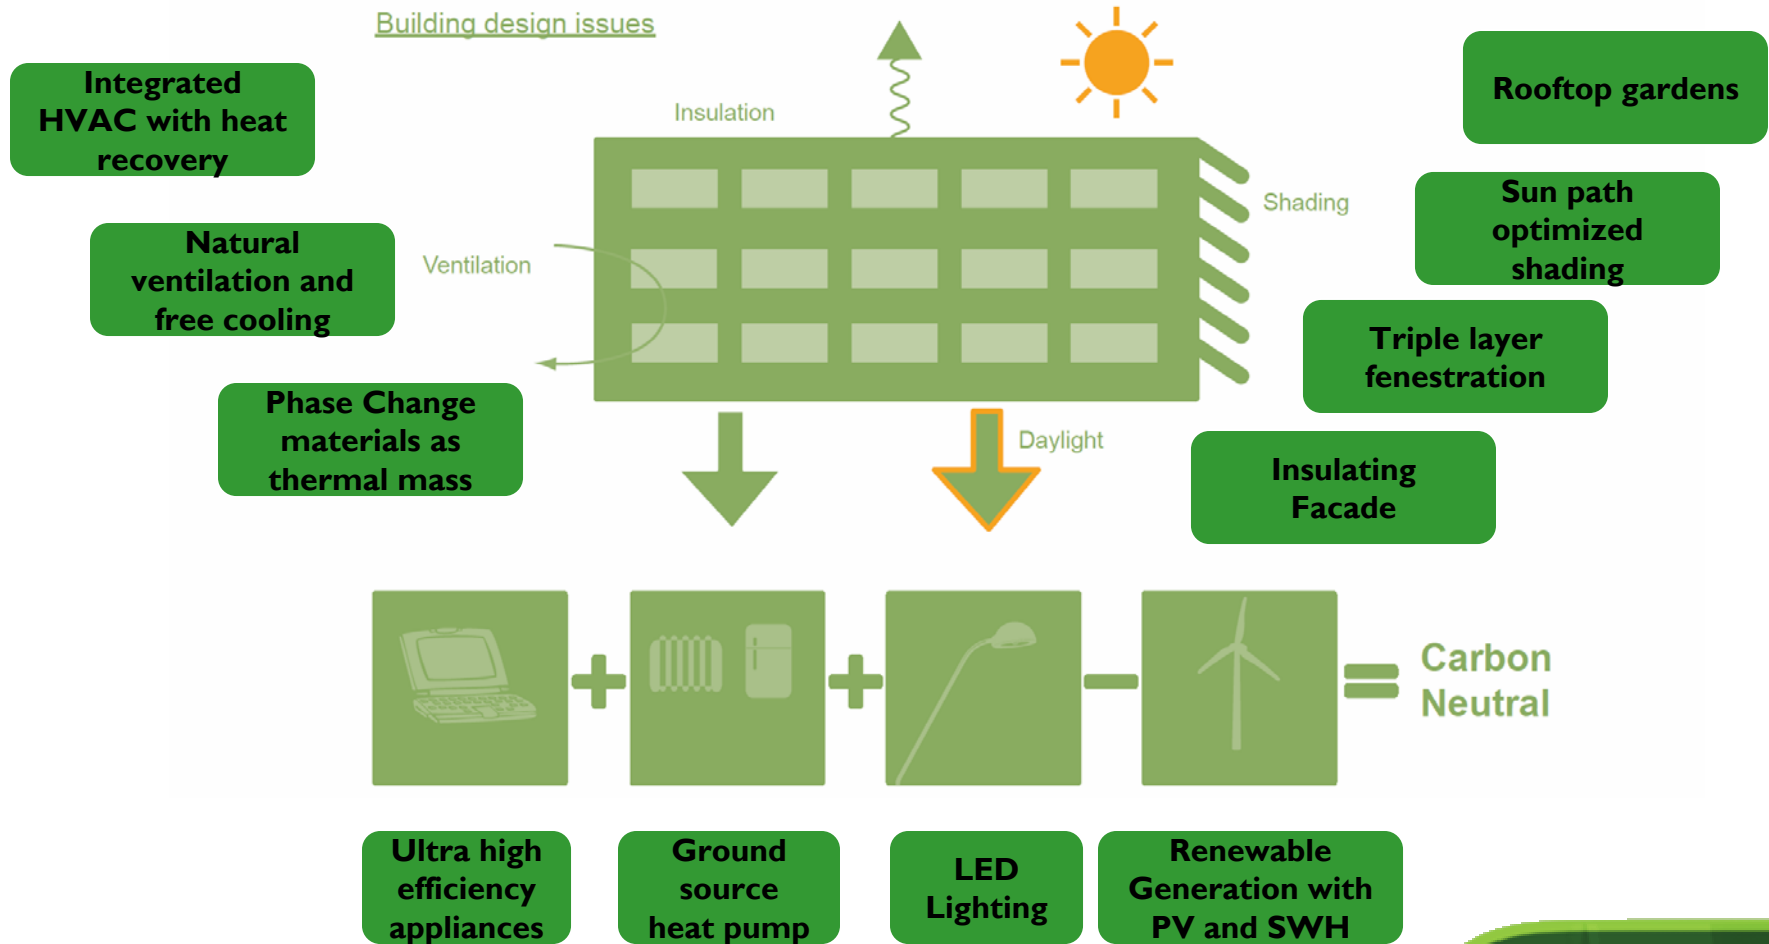 Building design issues
Integrated
HVAC with heat
recovery
Insulation
Rooftop gardens
Natural
ventilation and
free cooling
Ventilation
Shading
Sun path
optimized
shading
Triple layer
fenestration
Phase Change
materials as
thermal mass
Daylight
Insulating
Facade
Carbon
Neutral
Ultra high
efficiency
appliances
Ground
source
heat pump
LED
Lighting
Renewable
Generation with
PV and SWH